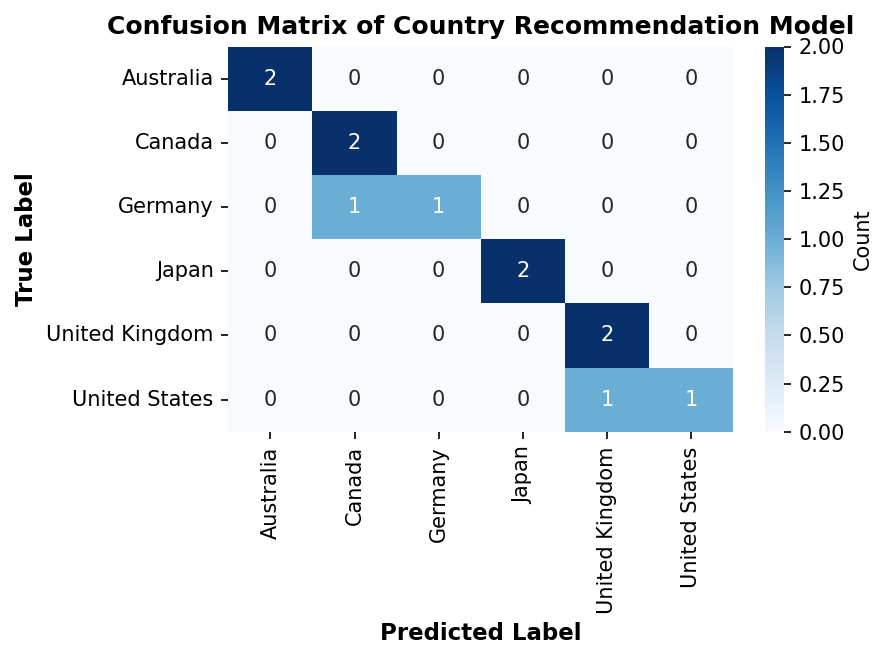 Confusion Matrix of Country Recommendation Model
True Label
Australia 2 0 0 0 0 0
Canada 0 2 0 0 0 0
Germany 0 1 1 0 0 0
Japan 0 0 0 2 0 0
United Kingdom 0 0 0 0 2 0
United States 0 0 0 0 1 1
Australia
Canada
Germany
Japan
United Kingdom
United States
Predicted Label
2.00
1.75
1.50
1.25
1.00
0.75
0.50
0.25
0.00
Count